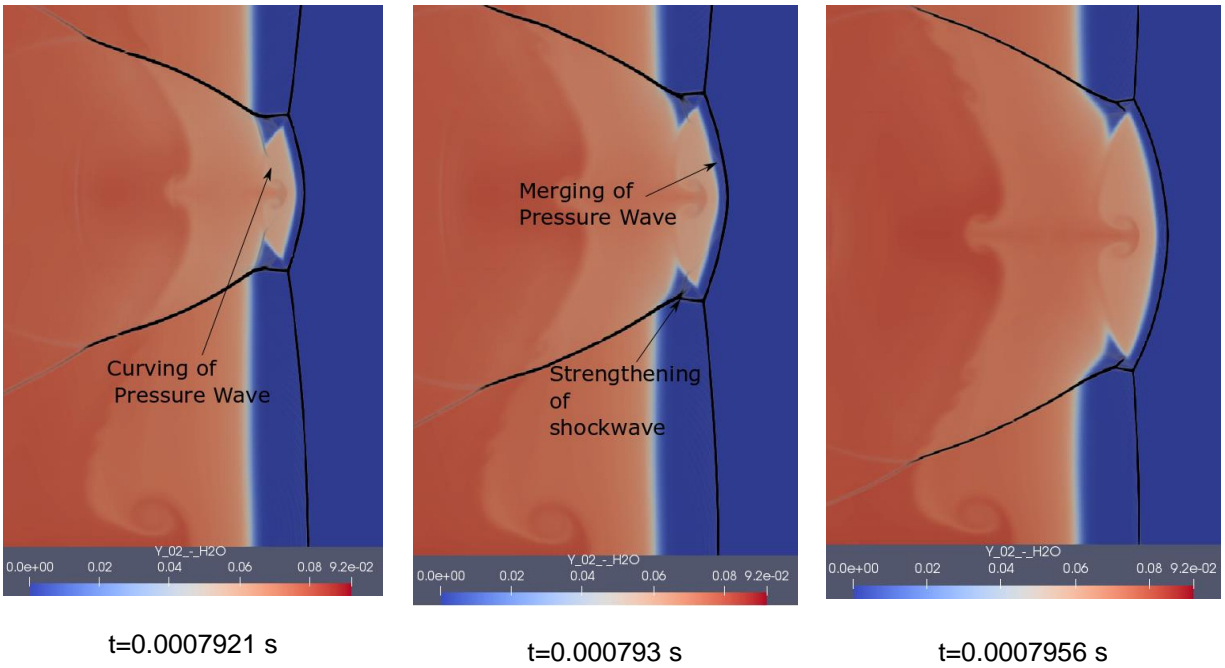 Curving of
Pressure Wave
Y_02_-_H2O
0.0e+00 0.02 0.04 0.06 0.08 9.2e-02
t=0.0007921 s
Merging of
Pressure Wave
Strengthening
of
shockwave
Y_02_-_H2O
0.0e+00 0.02 0.04 0.06 0.08 9.2e-02
t=0.000793 s
Y_02_-_H2O
0.0e+00 0.02 0.04 0.06 0.08 9.2e-02
t=0.0007956 s